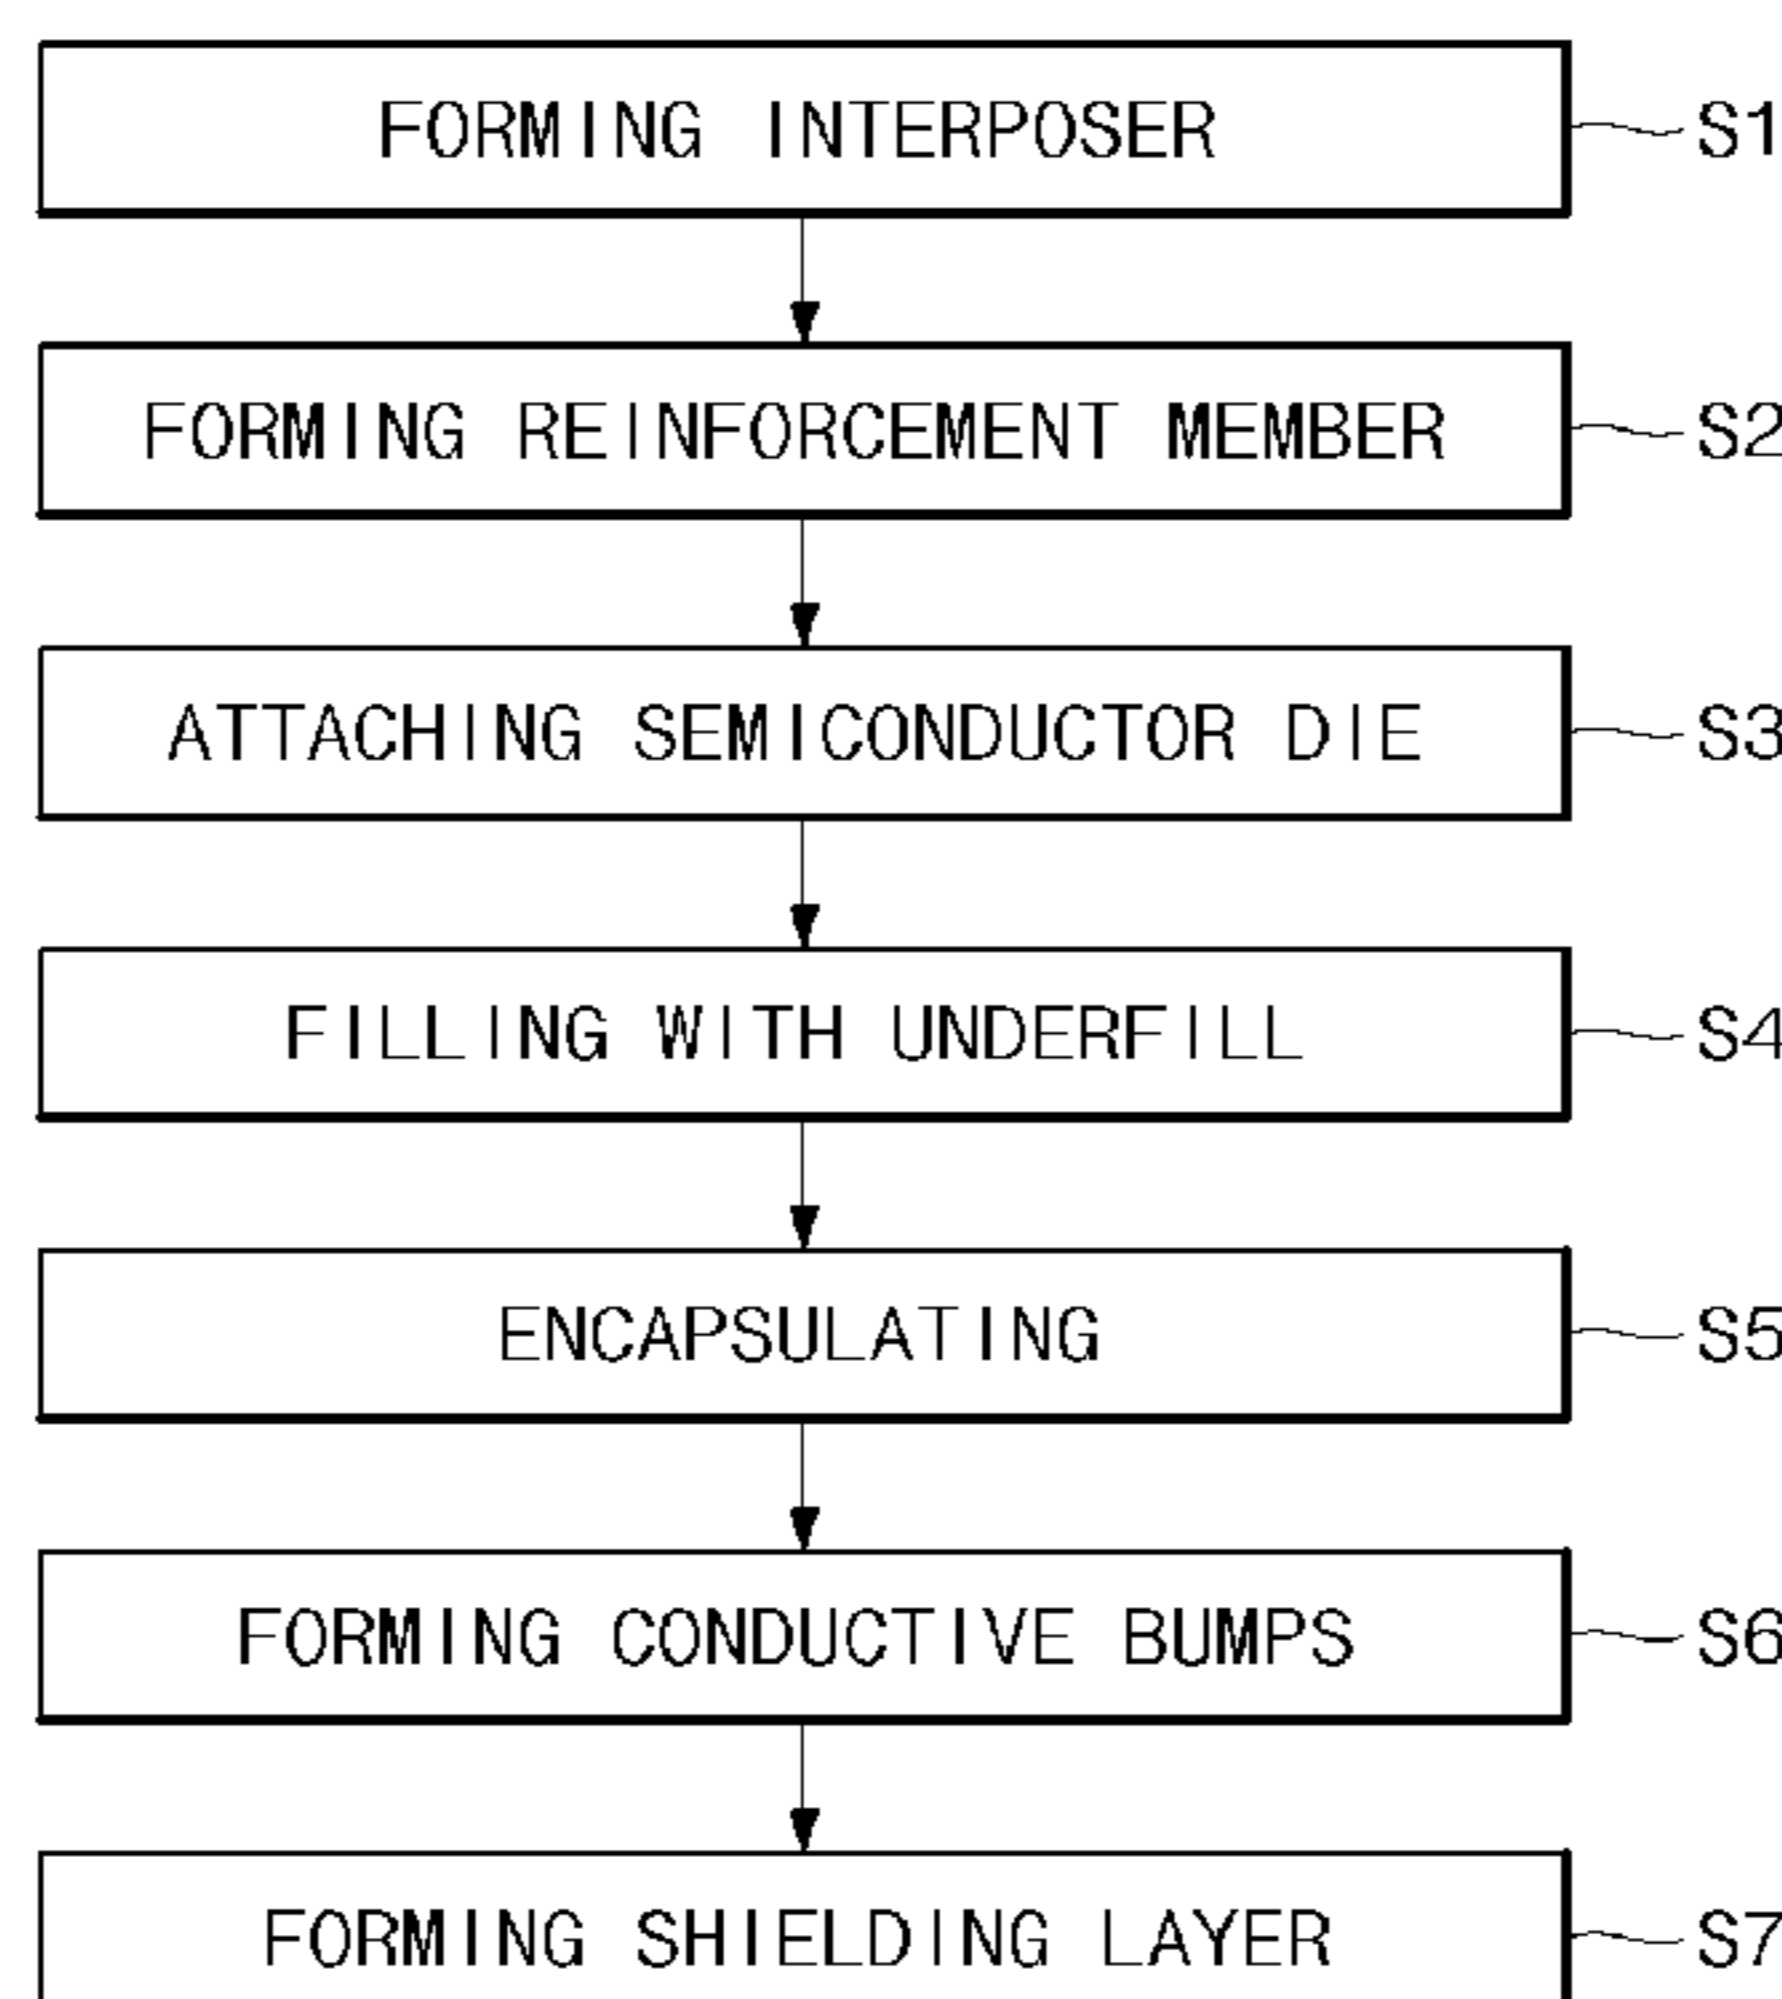 FORMING INTERPOSER S1
FORMING REINFORCEMENT MEMBER S2
ATTACHING SEMICONDUCTOR DIE S3
FILLING WITH UNDERFILL S4
ENCAPSULATING S5
FORMING CONDUCTIVE BUMPS S6
FORMING SHIELDING LAYER S7